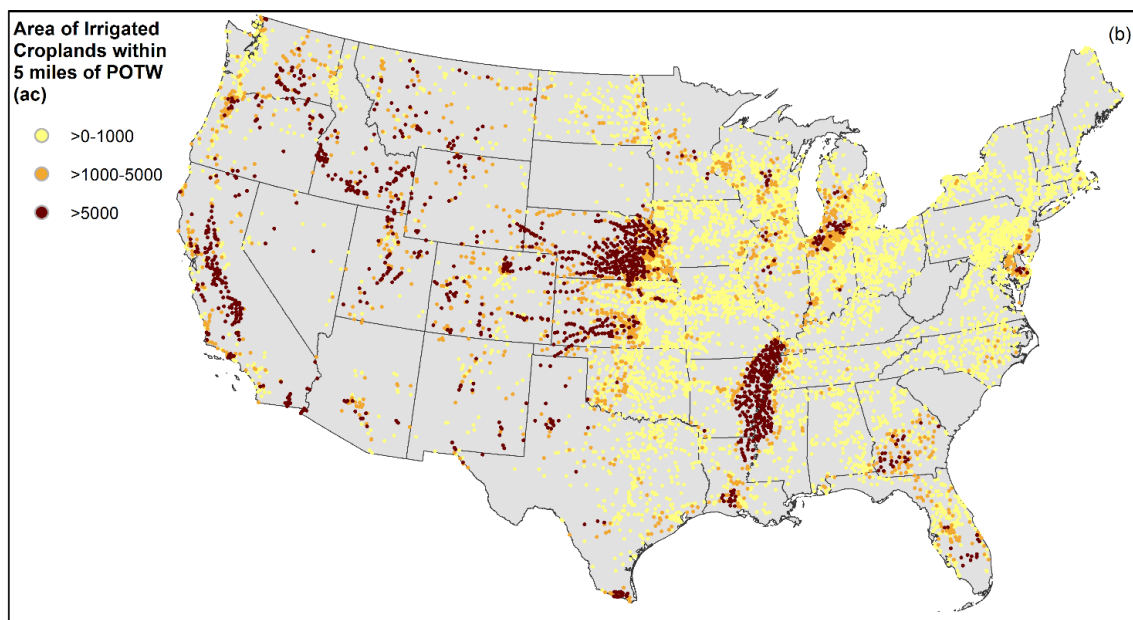 Area of Irrigated
Croplands within
5 miles of POTW
(ac)
>0-1000
>1000-5000
>5000
(b)